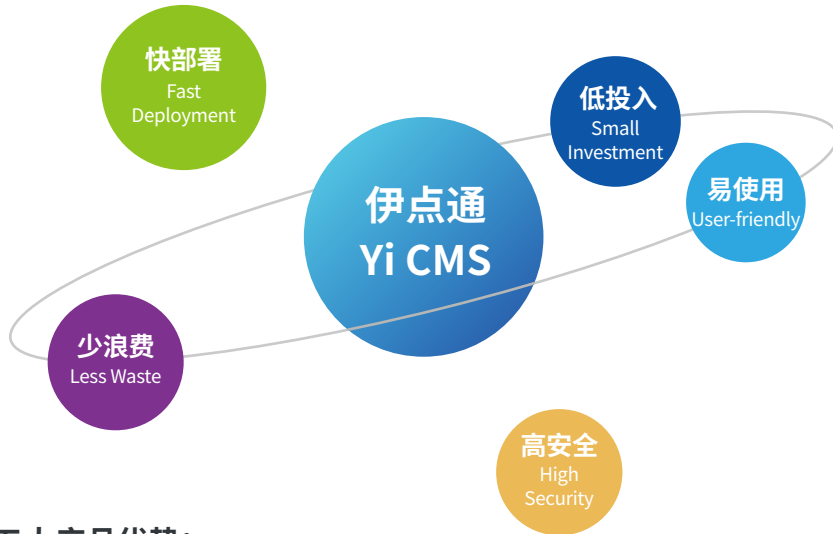 快部署
Fast
Deployment
低投入
Small
Investment
易使用
User-friendly
伊点通
Yi CMS
少浪费
Less Waste
高安全
High
Security